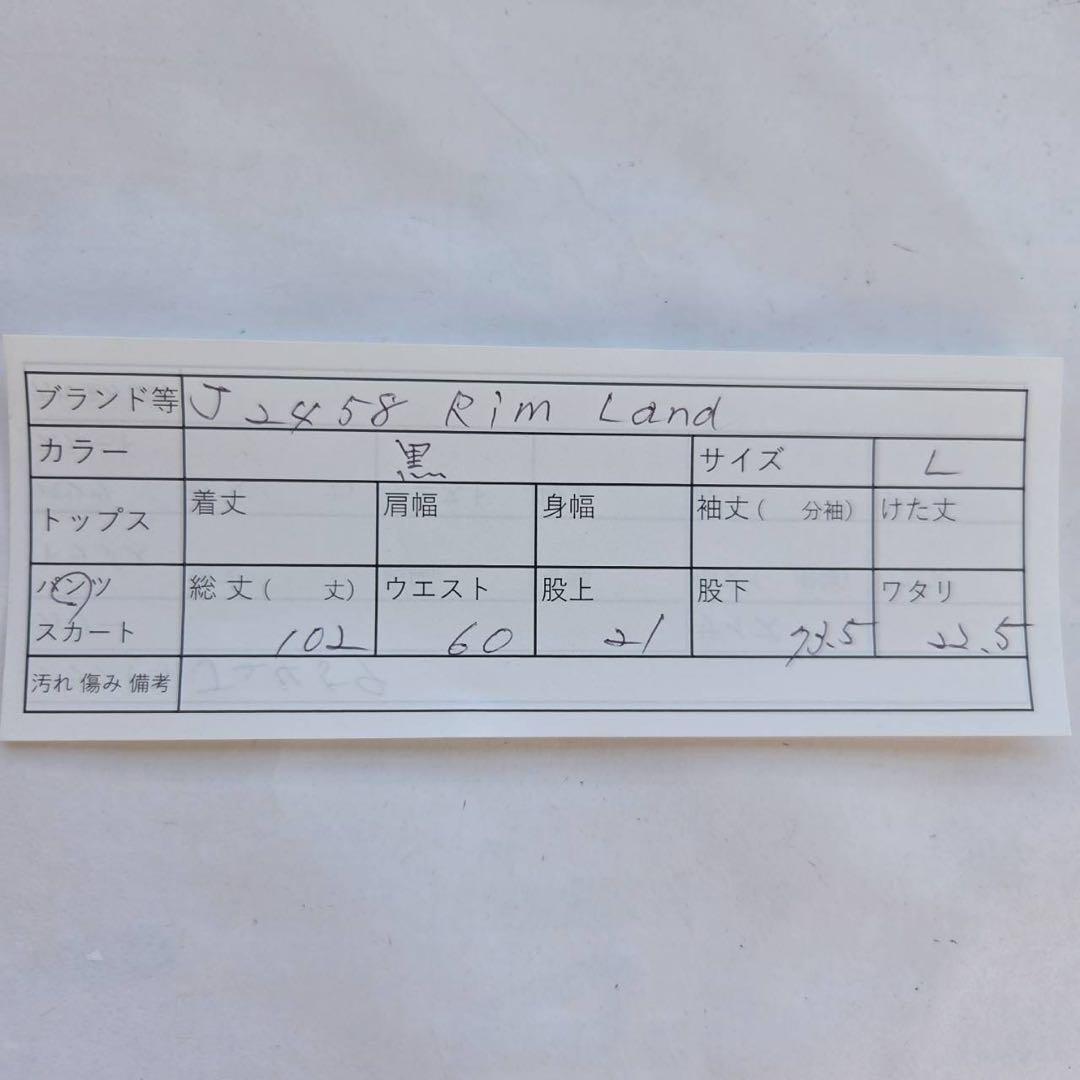 ブランド等 J2458 Rim Land
カラー 黒 サイズ L
トップス 着丈 肩幅 身幅 袖丈( 分袖) けた丈
パンツ 総丈( 丈) ウエスト 股上 股下 ワタリ
スカート 102 60 21 73.5 22.5
汚れ 傷み 備考